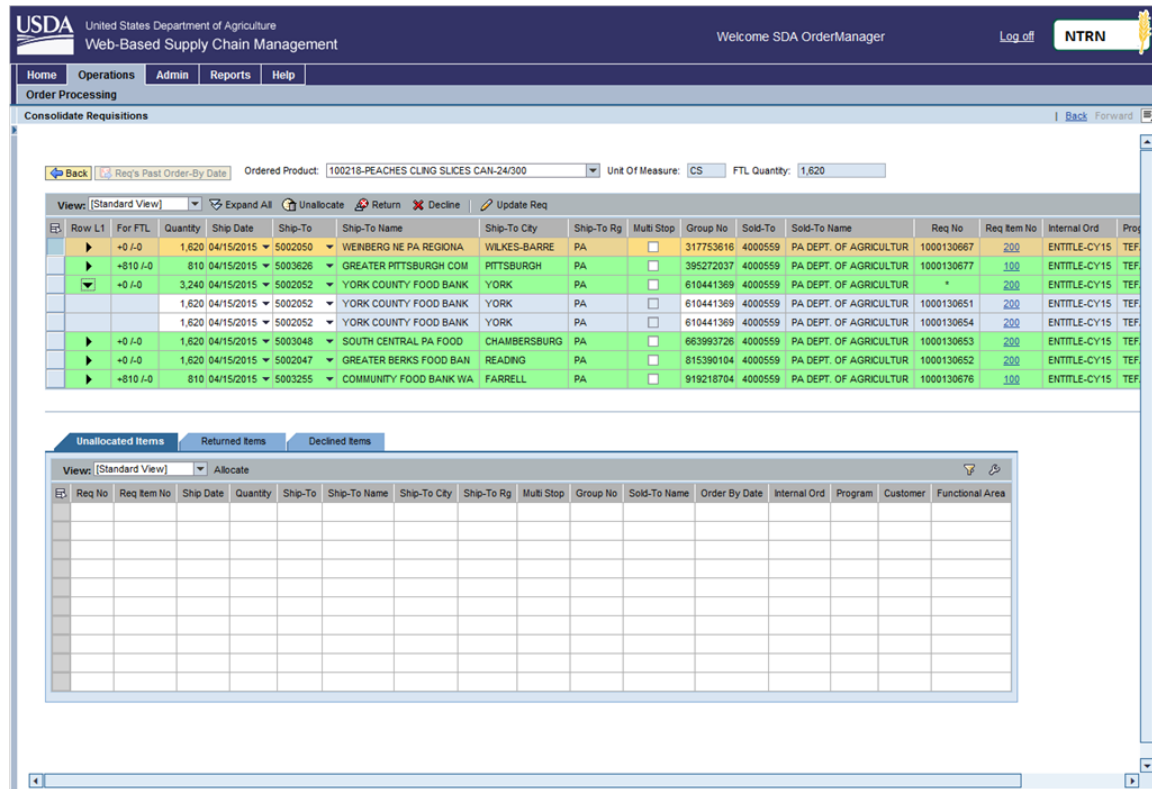 USDA United States Department of Agriculture
Web-Based Supply Chain Management
Welcome SDA OrderManager
Log off
NTRN
Home Operations Admin Reports Help
Order Processing
Consolidate Requisitions | Back Forward
Back Req's Past Order-By Date Ordered Product: 100218-PEACHES CLING SLICES CAN-24/300 Unit Of Measure: CS FTL Quantity: 1,620
View: [Standard View] Expand All Unallocate Return Decline Update Req
Row L1 For FTL Quantity Ship Date Ship-To Ship-To Name Ship-To City Ship-To Rg Multi Stop Group No Sold-To Sold-To Name Req No Req Item No Internal Ord Prog
+0 /-0 1,620 04/15/2015 5002050 WEINBERG NE PA REGIONA WILKES-BARRE PA 317753616 4000559 PA DEPT. OF AGRICULTUR 1000130667 200 ENTITLE-CY15 TEF
+810 /-0 810 04/15/2015 5003626 GREATER PITTSBURGH COM PITTSBURGH PA 395272037 4000559 PA DEPT. OF AGRICULTUR 1000130677 100 ENTITLE-CY15 TEF
+0 /-0 3,240 04/15/2015 5002052 YORK COUNTY FOOD BANK YORK PA 610441369 4000559 PA DEPT. OF AGRICULTUR * 200 ENTITLE-CY15 TEF
1,620 04/15/2015 5002052 YORK COUNTY FOOD BANK YORK PA 610441369 4000559 PA DEPT. OF AGRICULTUR 1000130651 200 ENTITLE-CY15 TEF
1,620 04/15/2015 5002052 YORK COUNTY FOOD BANK YORK PA 610441369 4000559 PA DEPT. OF AGRICULTUR 1000130654 200 ENTITLE-CY15 TEF
+0 /-0 1,620 04/15/2015 5003048 SOUTH CENTRAL PA FOOD CHAMBERSBURG PA 663993726 4000559 PA DEPT. OF AGRICULTUR 1000130653 200 ENTITLE-CY15 TEF
+0 /-0 1,620 04/15/2015 5002047 GREATER BERKS FOOD BAN READING PA 815390104 4000559 PA DEPT. OF AGRICULTUR 1000130652 200 ENTITLE-CY15 TEF
+810 /-0 810 04/15/2015 5003255 COMMUNITY FOOD BANK WA FARRELL PA 919218704 4000559 PA DEPT. OF AGRICULTUR 1000130676 100 ENTITLE-CY15 TEF
Unallocated Items Returned Items Declined Items
View: [Standard View] Allocate
Req No Req Item No Ship Date Quantity Ship-To Ship-To Name Ship-To City Ship-To Rg Multi Stop Group No Sold-To Name Order By Date Internal Ord Program Customer Functional Area